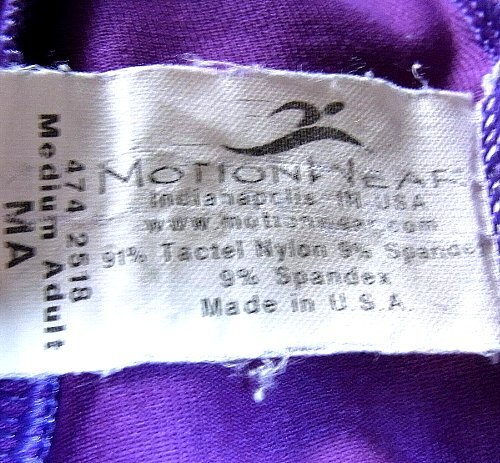 MOTIONWEAR
Indianapolis IN USA
www.motionwear.com
91% Tactel Nylon 9% Spandex
9% Spandex
Made in U.S.A.
474 2518
Medium Adult
MA